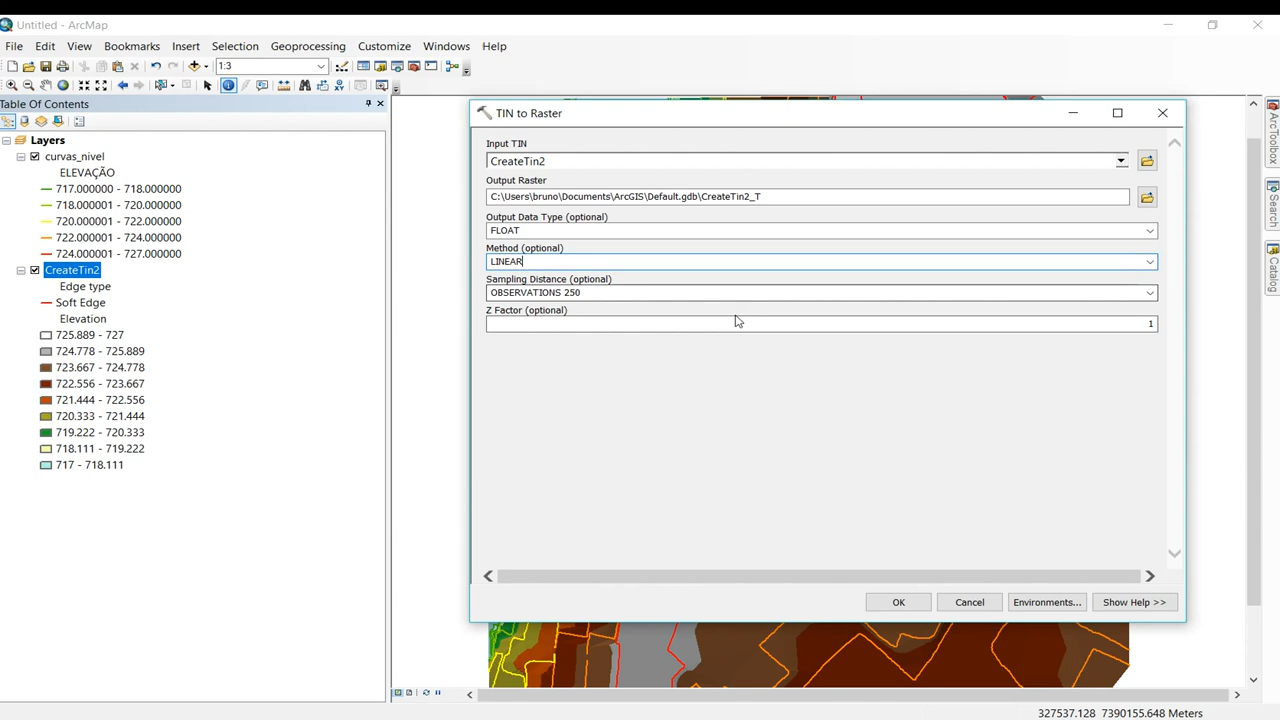 Untitled - ArcMap
File Edit View Bookmarks Insert Selection Geoprocessing Customize Windows Help
1:3
Table Of Contents
Layers
curvas_nivel
ELEVAÇÃO
717.000000 - 718.000000
718.000001 - 720.000000
720.000001 - 722.000000
722.000001 - 724.000000
724.000001 - 727.000000
CreateTin2
Edge type
Soft Edge
Elevation
725.889 - 727
724.778 - 725.889
723.667 - 724.778
722.556 - 723.667
721.444 - 722.556
720.333 - 721.444
719.222 - 720.333
718.111 - 719.222
717 - 718.111
TIN to Raster
Input TIN
CreateTin2
Output Raster
C:\Users\bruno\Documents\ArcGIS\Default.gdb\CreateTin2_T
Output Data Type (optional)
FLOAT
Method (optional)
LINEAR
Sampling Distance (optional)
OBSERVATIONS 250
Z Factor (optional)
1
OK Cancel Environments... Show Help >>
ArcToolbox
Search
Catalog
327537.128 7390155.648 Meters